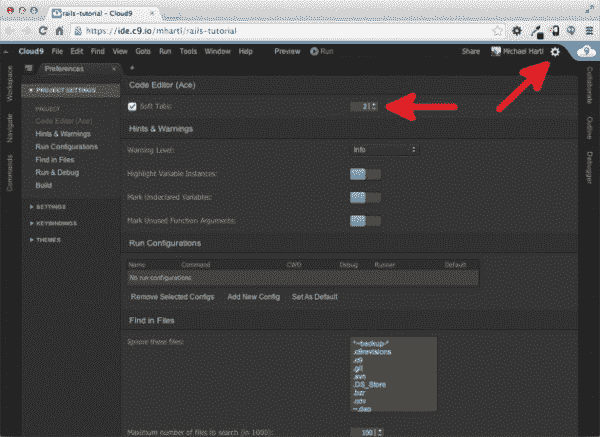 rails-tutorial - Cloud9
https://ide.c9.io/mhartl/rails-tutorial
Cloud9 File Edit Find View Goto Run Tools Window Help Preview Run Share Michael Hartl
Workspace
Navigate
Commands
Preferences
PROJECT SETTINGS
PROJECT
Code Editor (Ace)
Hints & Warnings
Run Configurations
Find in Files
Run & Debug
Build
SETTINGS
KEYBINDINGS
THEMES
Code Editor (Ace)
Soft Tabs: 2
Hints & Warnings
Warning Level: Info
Highlight Variable Instances:
Mark Undeclared Variables:
Mark Unused Function Arguments:
Run Configurations
Name Command CWD Debug Runner Default
No run configurations
Remove Selected Configs Add New Config Set As Default
Find in Files
Ignore these files:
*~backup-*
.c9revisions
.c9
.git
.svn
.DS_Store
.bzr
Maximum number of files to search (in 1000): 100
Collaborate
Outline
Debugger